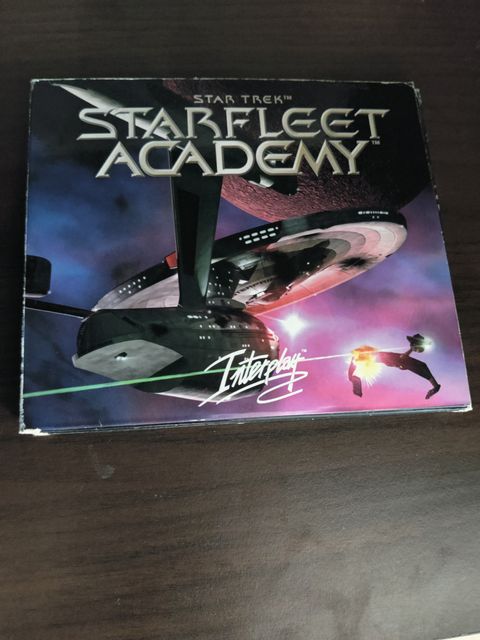 STAR TREK™
STARFLEET
ACADEMY™
Interplay™